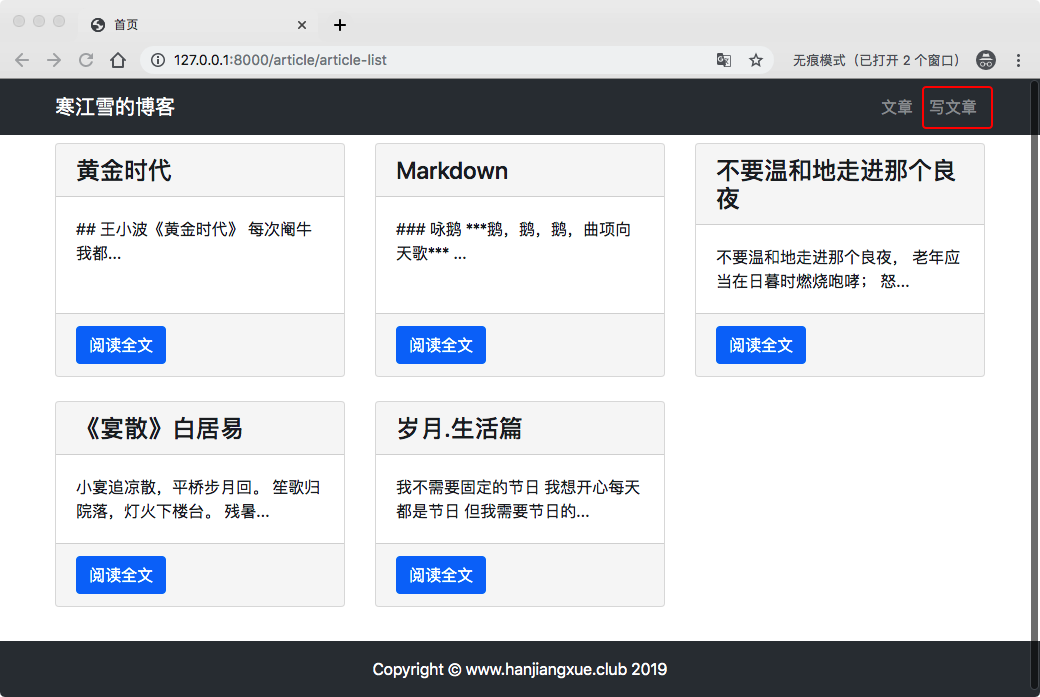 首页
127.0.0.1:8000/article/article-list
无痕模式（已打开 2 个窗口）
寒江雪的博客
文章 写文章
黄金时代
## 王小波《黄金时代》 每次阉牛
我都...
阅读全文
Markdown
### 咏鹅 ***鹅，鹅，鹅，曲项向
天歌*** ...
阅读全文
不要温和地走进那个良
夜
不要温和地走进那个良夜， 老年应
当在日暮时燃烧咆哮； 怒...
阅读全文
《宴散》白居易
小宴追凉散，平桥步月回。 笙歌归
院落，灯火下楼台。 残暑...
阅读全文
岁月.生活篇
我不需要固定的节日 我想开心每天
都是节日 但我需要节日的...
阅读全文
Copyright © www.hanjiangxue.club 2019